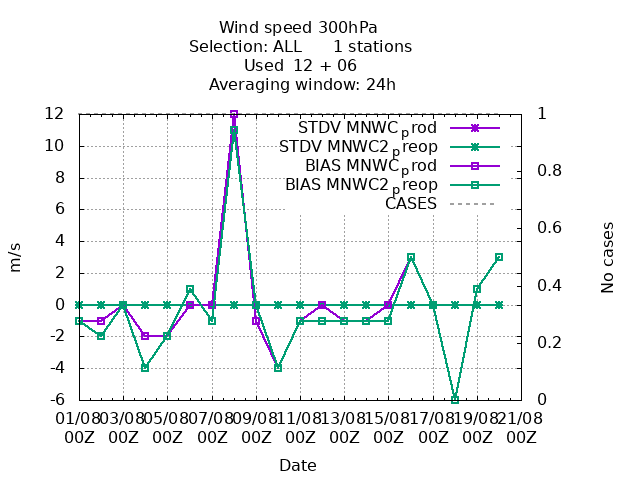 Wind speed 300hPa
Selection: ALL 1 stations
Used 12 + 06
Averaging window: 24h
STDV MNWC_prod
STDV MNWC2_preop
BIAS MNWC_prod
BIAS MNWC2_preop
CASES
m/s
12
10
8
6
4
2
0
-2
-4
-6
No cases
1
0.8
0.6
0.4
0.2
0
01/08 03/08 05/08 07/08 09/08 11/08 13/08 15/08 17/08 19/08 21/08
00Z 00Z 00Z 00Z 00Z 00Z 00Z 00Z 00Z 00Z 00Z
Date